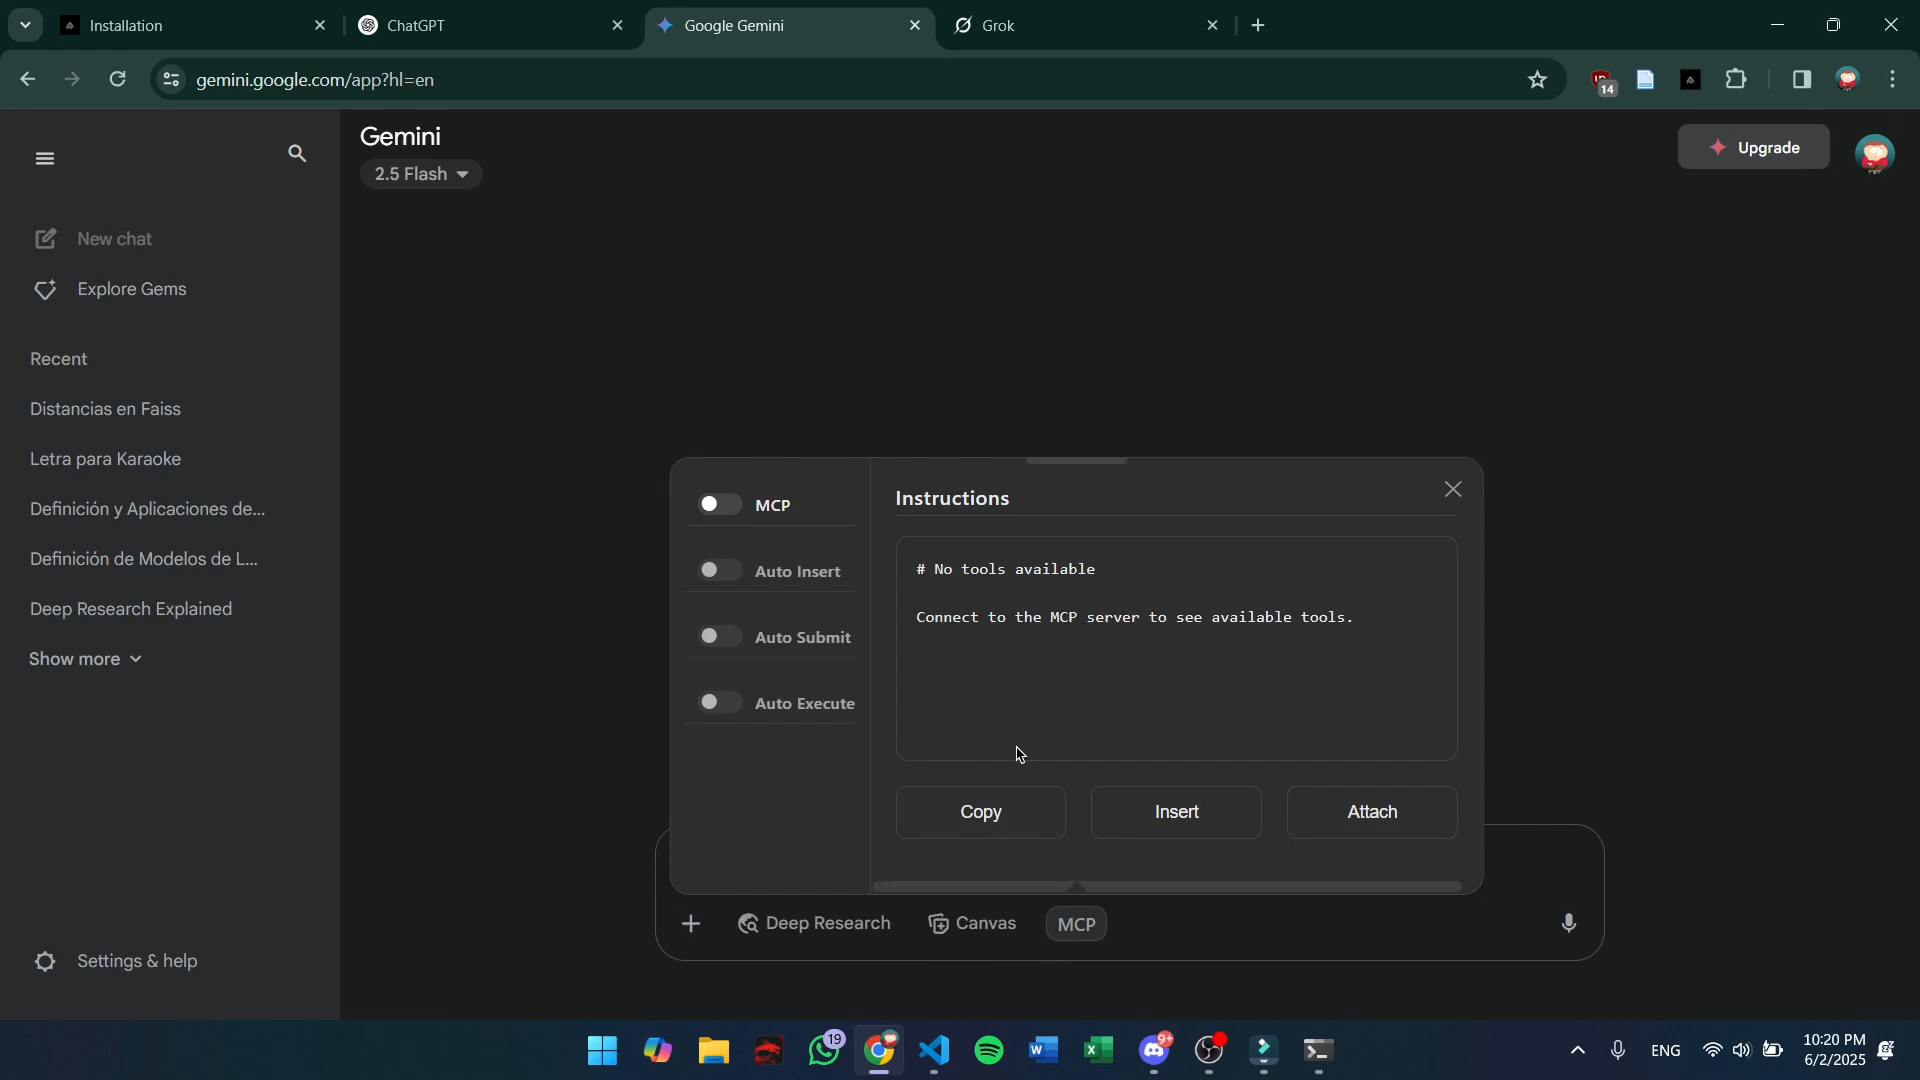 Installation
ChatGPT
Google Gemini
Grok
gemini.google.com/app?hl=en
14
Gemini
2.5 Flash
Upgrade
New chat
Explore Gems
Recent
Distancias en Faiss
Letra para Karaoke
Definición y Aplicaciones de...
Definición de Modelos de L...
Deep Research Explained
Show more
Settings & help
MCP
Auto Insert
Auto Submit
Auto Execute
Instructions
# No tools available
Connect to the MCP server to see available tools.
Copy
Insert
Attach
Deep Research
Canvas
MCP
19
9+
ENG
10:20 PM
6/2/2025